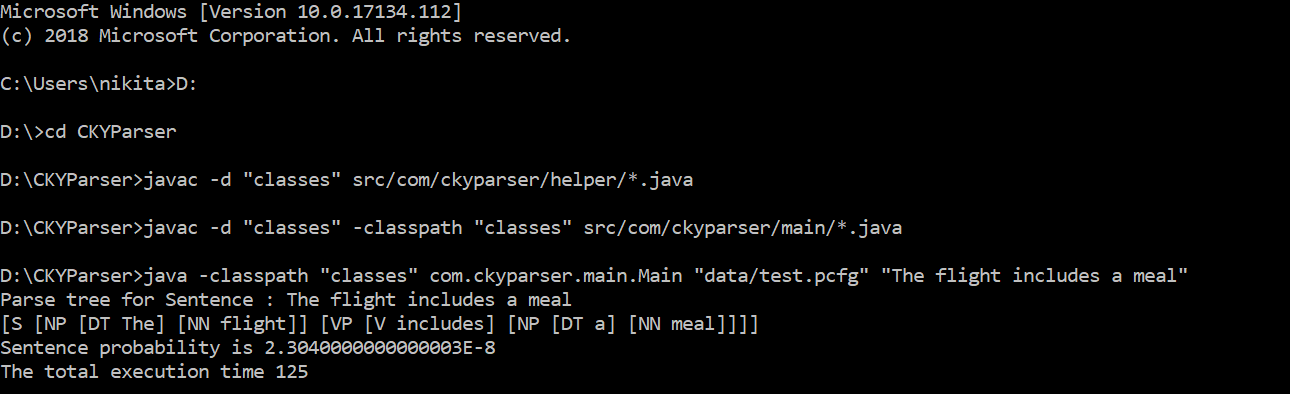 Microsoft Windows [Version 10.0.17134.112]
(c) 2018 Microsoft Corporation. All rights reserved.
C:\Users\nikita>D:
D:\>cd CKYParser
D:\CKYParser>javac -d "classes" src/com/ckyparser/helper/*.java
D:\CKYParser>javac -d "classes" -classpath "classes" src/com/ckyparser/main/*.java
D:\CKYParser>java -classpath "classes" com.ckyparser.main.Main "data/test.pcfg" "The flight includes a meal"
Parse tree for Sentence : The flight includes a meal
[S [NP [DT The] [NN flight]] [VP [V includes] [NP [DT a] [NN meal]]]]
Sentence probability is 2.3040000000000003E-8
The total execution time 125